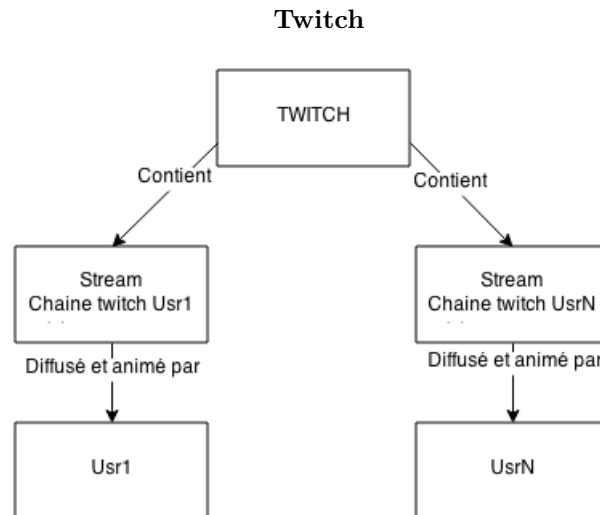 Twitch
TWITCH
Contient
Contient
Stream
Chaine twitch Usr1
Stream
Chaine twitch UsrN
Diffusé et animé par
Diffusé et animé par
Usr1
UsrN